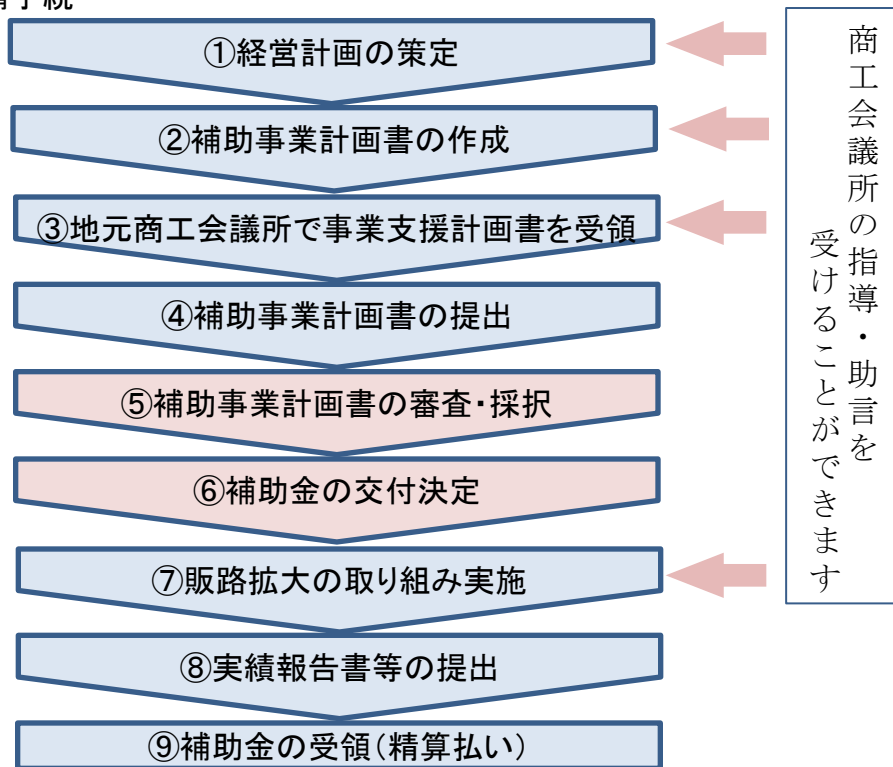 ①経営計画の策定
②補助事業計画書の作成
③地元商工会議所で事業支援計画書を受領
④補助事業計画書の提出
⑤補助事業計画書の審査・採択
⑥補助金の交付決定
⑦販路拡大の取り組み実施
⑧実績報告書等の提出
⑨補助金の受領(精算払い)
商工会議所の指導・助言を
受けることができます